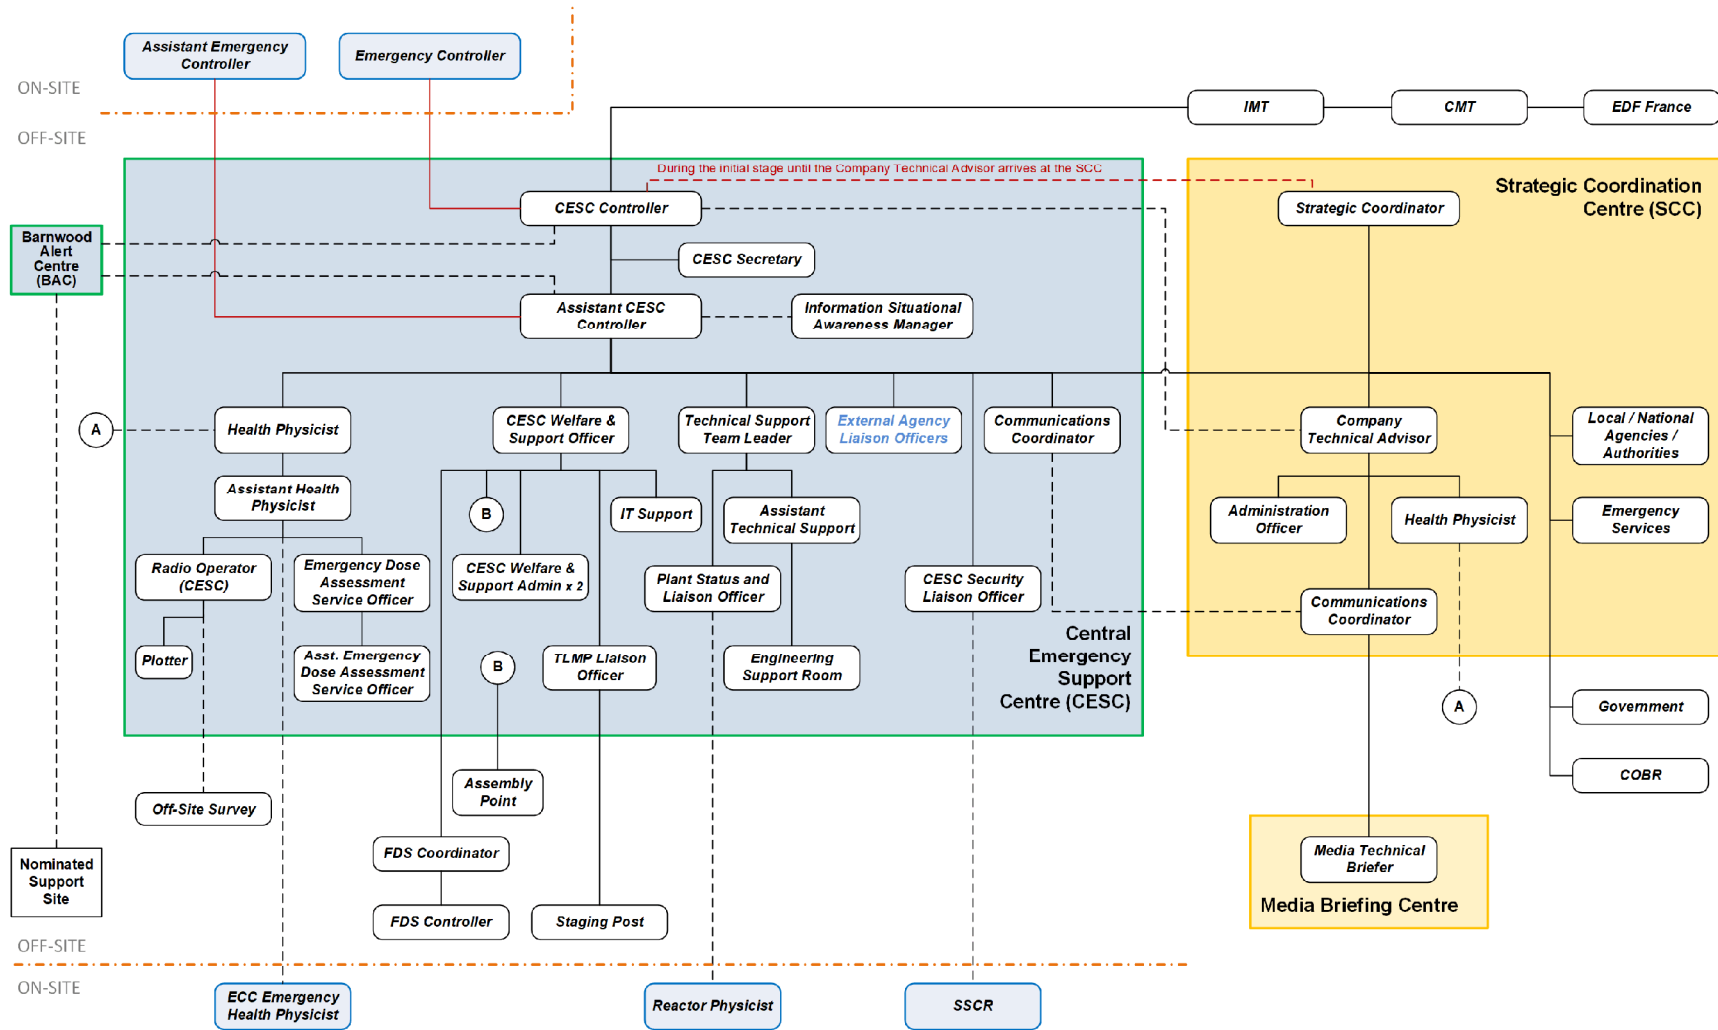 Assistant Emergency
Controller
Emergency Controller
ON-SITE
OFF-SITE
IMT
CMT
EDF France
During the initial stage until the Company Technical Advisor arrives at the SCC
Strategic Coordination
Centre (SCC)
CESC Controller
Strategic Coordinator
Barnwood
Alert
Centre
(BAC)
CESC Secretary
Assistant CESC
Controller
Information Situational
Awareness Manager
A
Health Physicist
CESC Welfare &
Support Officer
Technical Support
Team Leader
External Agency
Liaison Officers
Communications
Coordinator
Company
Technical Advisor
Local / National
Agencies /
Authorities
Assistant Health
Physicist
B
IT Support
Assistant
Technical Support
Administration
Officer
Health Physicist
Emergency
Services
Radio Operator
(CESC)
Emergency Dose
Assessment
Service Officer
CESC Welfare &
Support Admin x 2
Plant Status and
Liaison Officer
CESC Security
Liaison Officer
Communications
Coordinator
Plotter
Asst. Emergency
Dose Assessment
Service Officer
B
TLMP Liaison
Officer
Engineering
Support Room
Central
Emergency
Support
Centre (CESC)
A
Government
Assembly
Point
COBR
Off-Site Survey
Nominated
Support
Site
FDS Coordinator
Media Technical
Briefer
FDS Controller
Staging Post
Media Briefing Centre
OFF-SITE
ON-SITE
ECC Emergency
Health Physicist
Reactor Physicist
SSCR